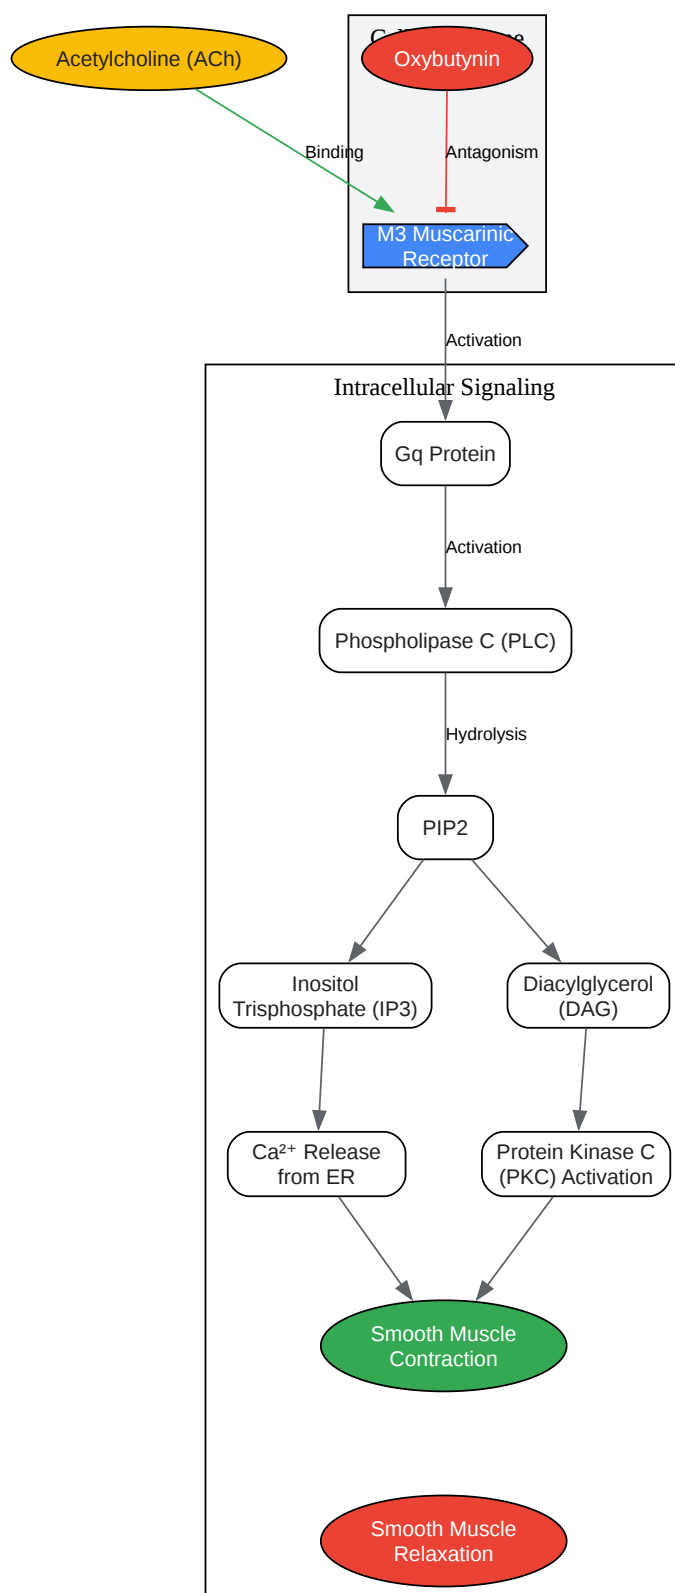 Acetylcholine (ACh)
Oxybutynin
Binding
Antagonism
M3 Muscarinic
Receptor
Activation
Intracellular Signaling
Gq Protein
Activation
Phospholipase C (PLC)
Hydrolysis
PIP2
Inositol
Trisphosphate (IP3)
Diacylglycerol
(DAG)
Ca²⁺ Release
from ER
Protein Kinase C
(PKC) Activation
Smooth Muscle
Contraction
Smooth Muscle
Relaxation